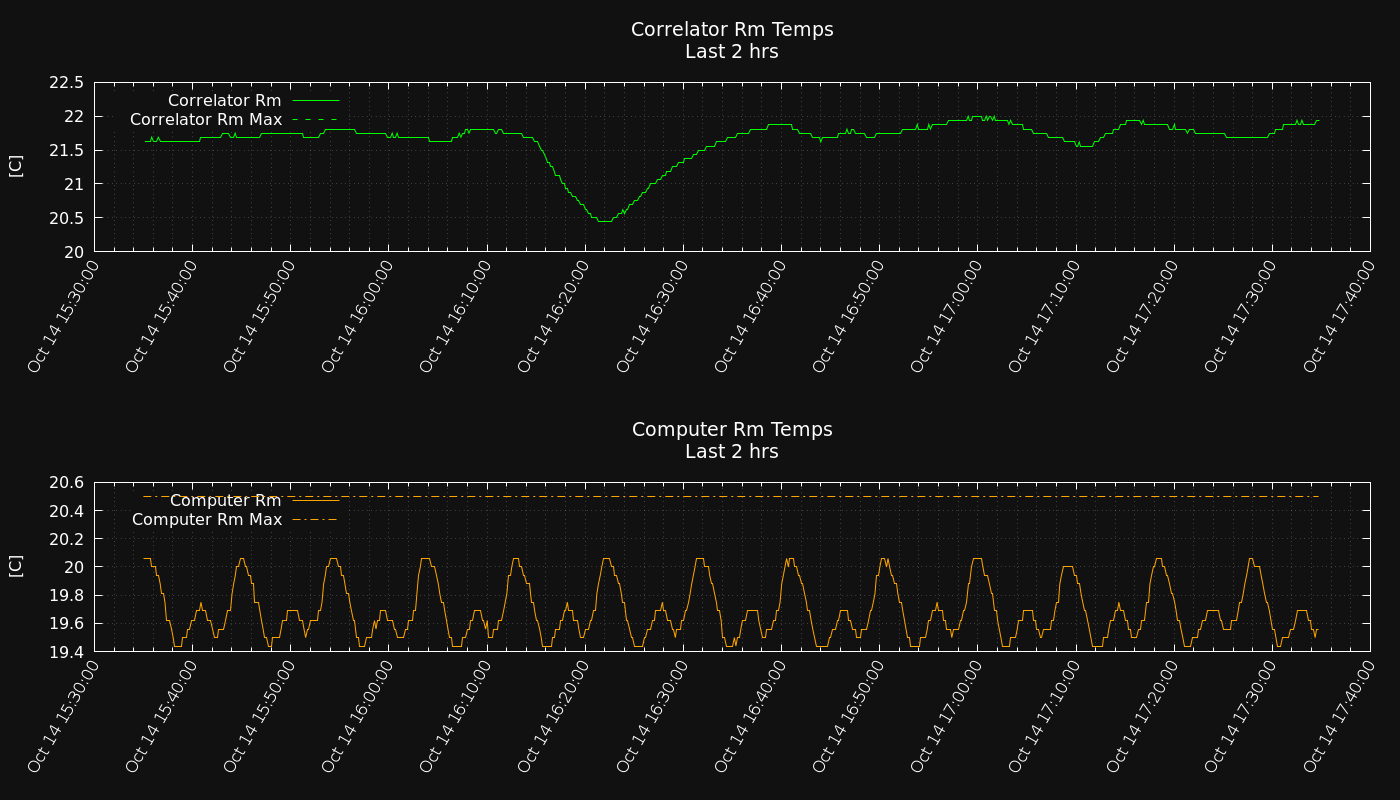 Correlator Rm Temps
Last 2 hrs
22.5
22
21.5
21
20.5
20
[C]
Correlator Rm
Correlator Rm Max
Oct 14 15:30:00
Oct 14 15:40:00
Oct 14 15:50:00
Oct 14 16:00:00
Oct 14 16:10:00
Oct 14 16:20:00
Oct 14 16:30:00
Oct 14 16:40:00
Oct 14 16:50:00
Oct 14 17:00:00
Oct 14 17:10:00
Oct 14 17:20:00
Oct 14 17:30:00
Oct 14 17:40:00
Computer Rm Temps
Last 2 hrs
20.6
20.4
20.2
20
19.8
19.6
19.4
[C]
Computer Rm
Computer Rm Max
Oct 14 15:30:00
Oct 14 15:40:00
Oct 14 15:50:00
Oct 14 16:00:00
Oct 14 16:10:00
Oct 14 16:20:00
Oct 14 16:30:00
Oct 14 16:40:00
Oct 14 16:50:00
Oct 14 17:00:00
Oct 14 17:10:00
Oct 14 17:20:00
Oct 14 17:30:00
Oct 14 17:40:00